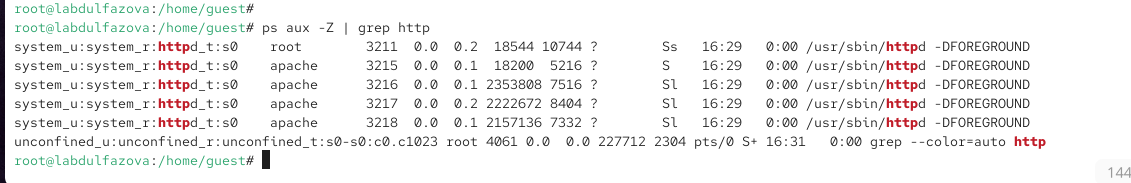 root@labdulfazova:/home/guest#
root@labdulfazova:/home/guest# ps aux -Z | grep http
system_u:system_r:httpd_t:s0    root        3211  0.0  0.2  18544 10744 ?        Ss   16:29   0:00 /usr/sbin/httpd -DFOREGROUND
system_u:system_r:httpd_t:s0    apache      3215  0.0  0.1  18200  5216 ?        S    16:29   0:00 /usr/sbin/httpd -DFOREGROUND
system_u:system_r:httpd_t:s0    apache      3216  0.0  0.1 2353808 7516 ?        Sl   16:29   0:00 /usr/sbin/httpd -DFOREGROUND
system_u:system_r:httpd_t:s0    apache      3217  0.0  0.2 2222672 8404 ?        Sl   16:29   0:00 /usr/sbin/httpd -DFOREGROUND
system_u:system_r:httpd_t:s0    apache      3218  0.0  0.1 2157136 7332 ?        Sl   16:29   0:00 /usr/sbin/httpd -DFOREGROUND
unconfined_u:unconfined_r:unconfined_t:s0-s0:c0.c1023 root 4061 0.0  0.0 227712 2304 pts/0 S+ 16:31   0:00 grep --color=auto http
root@labdulfazova:/home/guest#
144